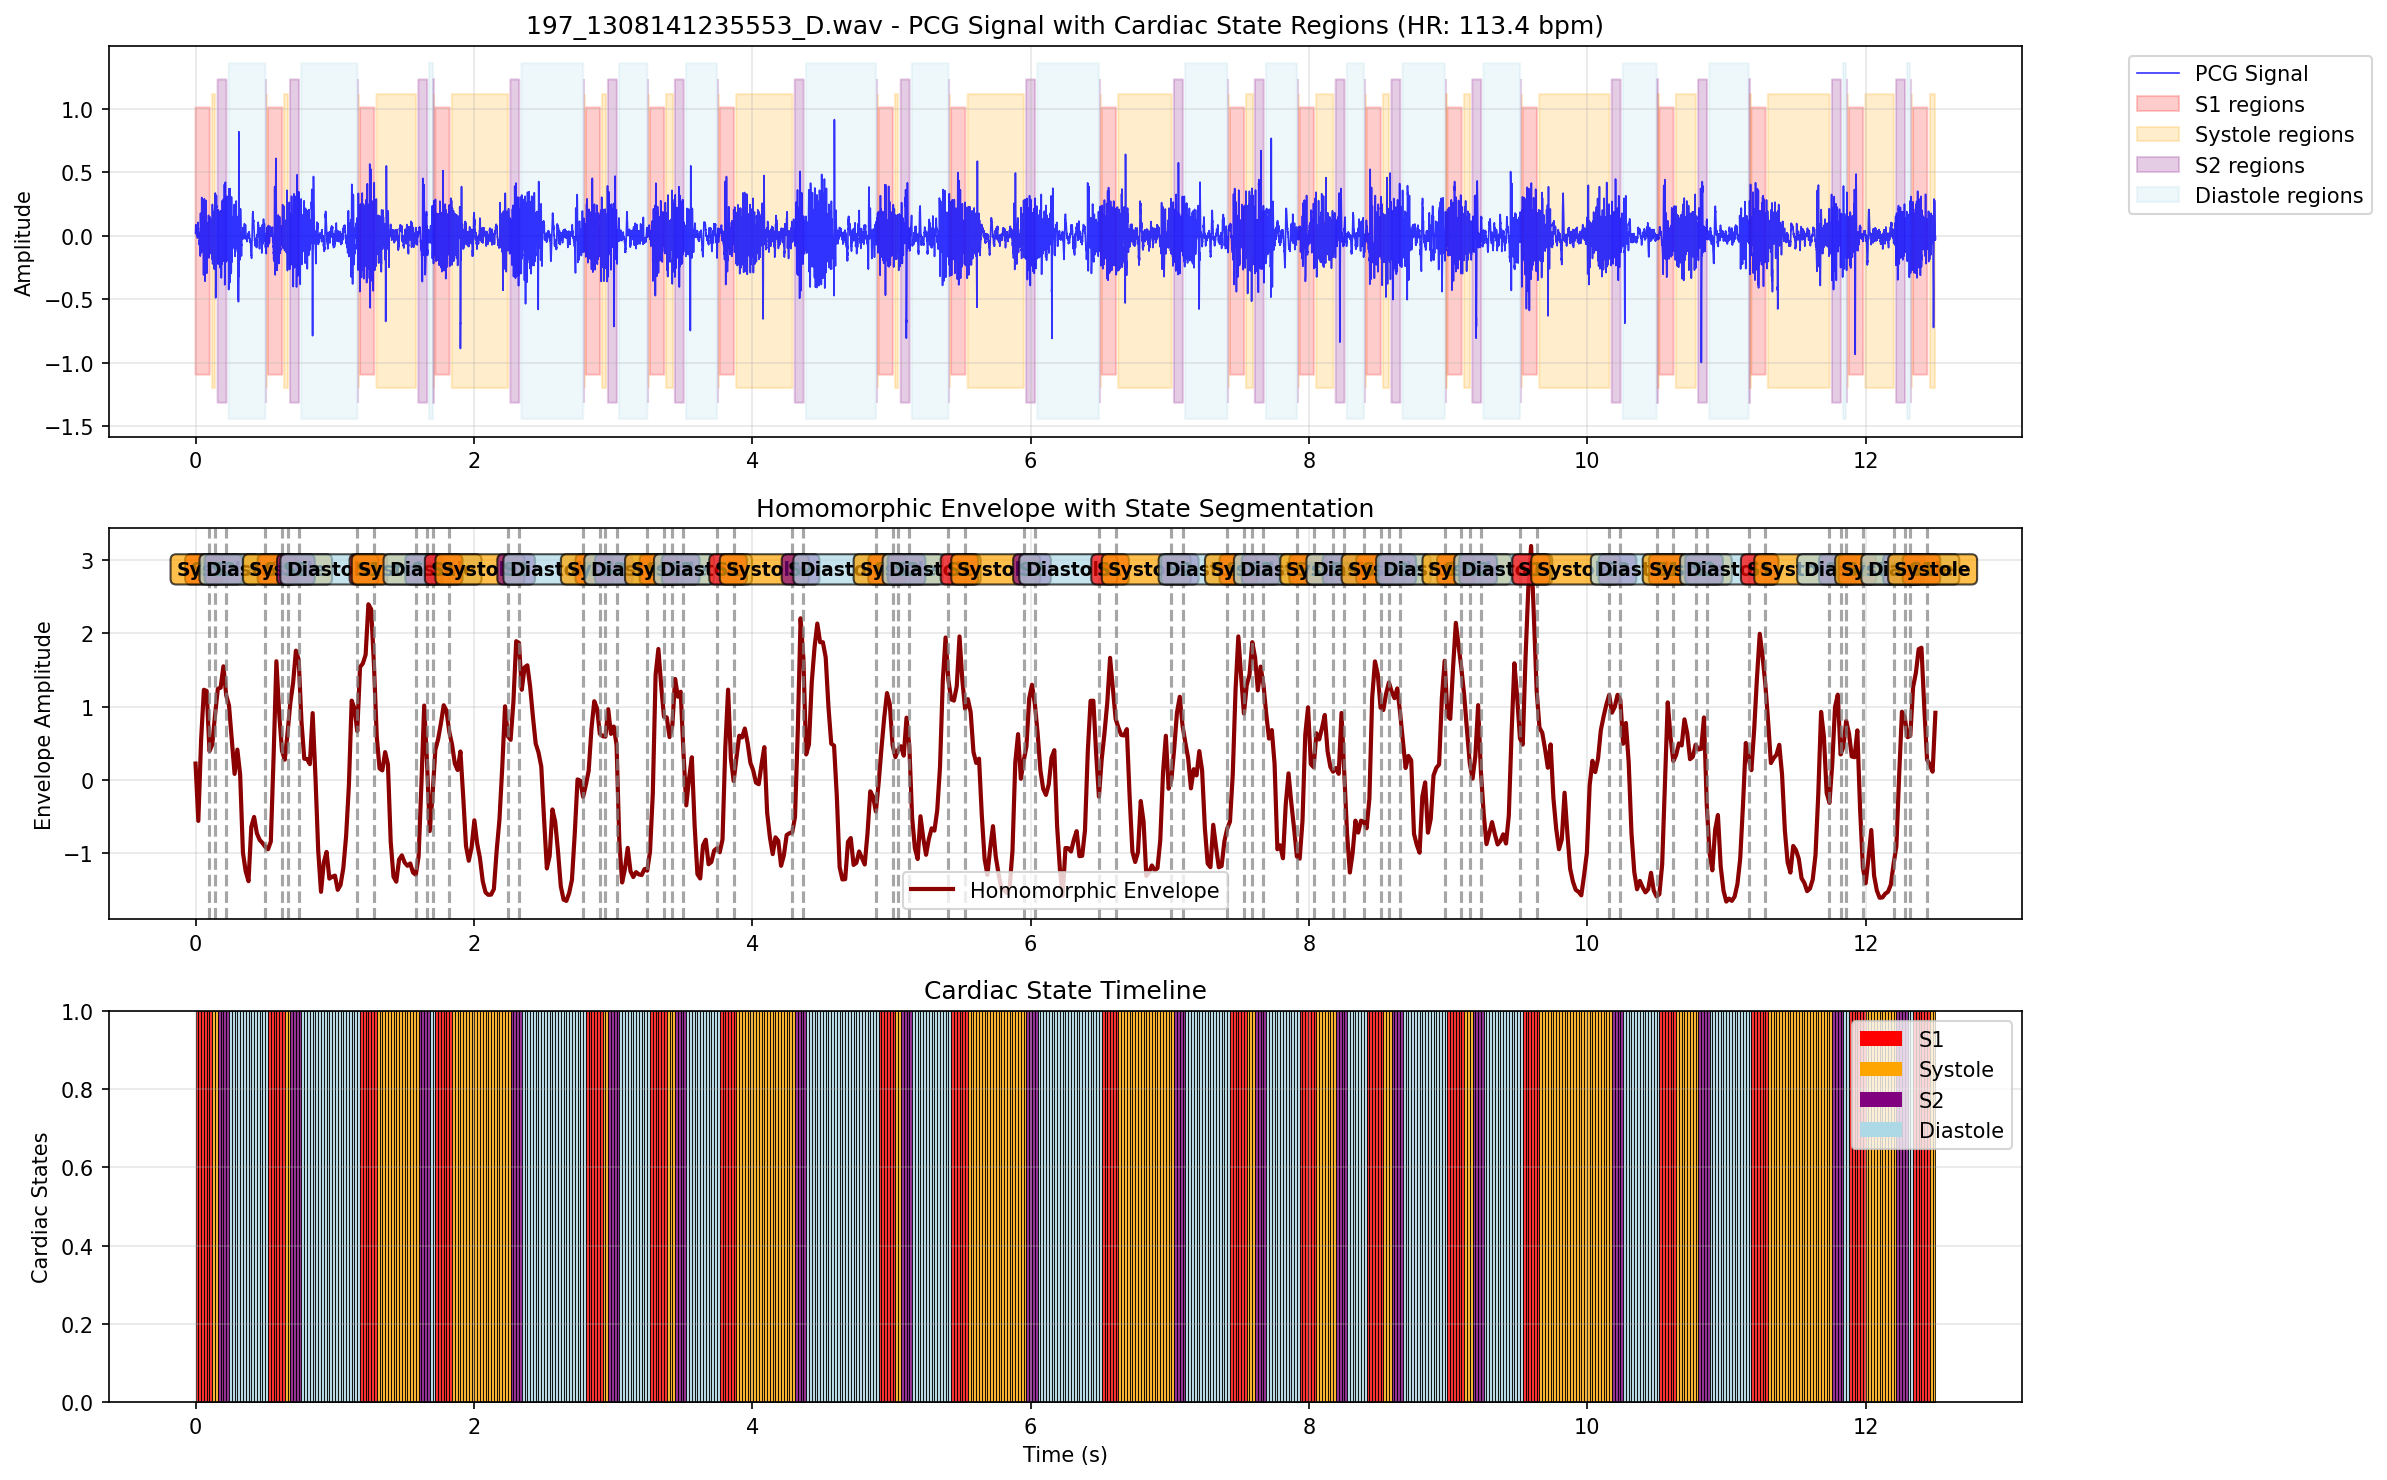 197_1308141235553_D.wav - PCG Signal with Cardiac State Regions (HR: 113.4 bpm)
Amplitude
1.0
0.5
0.0
−0.5
−1.0
−1.5
0 2 4 6 8 10 12
PCG Signal
S1 regions
Systole regions
S2 regions
Diastole regions
Homomorphic Envelope with State Segmentation
Envelope Amplitude
3
2
1
0
−1
Systole
Homomorphic Envelope
0 2 4 6 8 10 12
Cardiac State Timeline
Cardiac States
1.0
0.8
0.6
0.4
0.2
0.0
S1
Systole
S2
Diastole
0 2 4 6 8 10 12
Time (s)